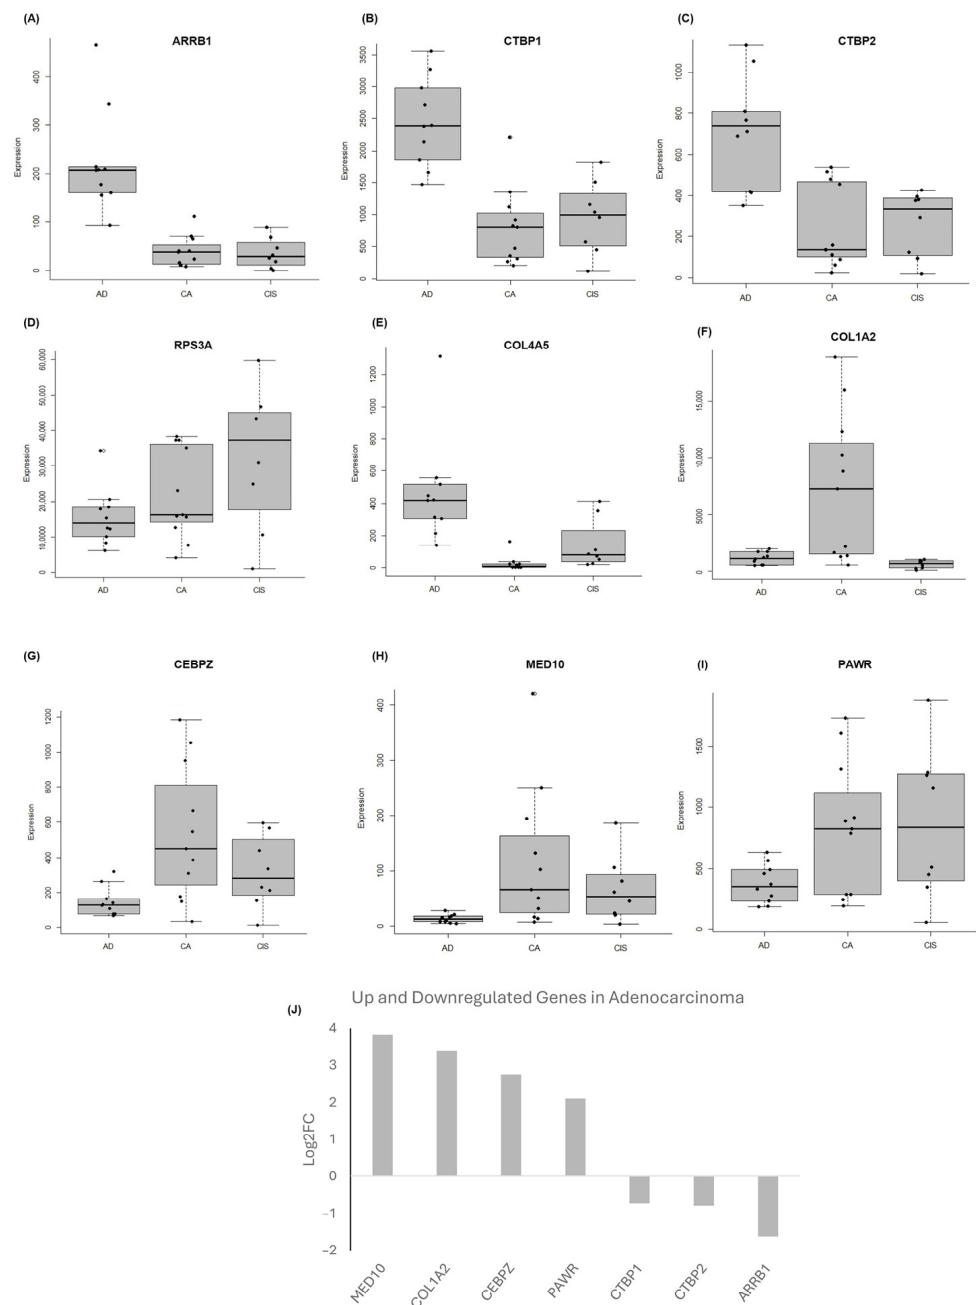 (A)
ARRB1
Expression
400
300
200
100
0
AD CA CIS
(B)
CTBP1
Expression
3500
3000
2500
2000
1500
1000
500
0
AD CA CIS
(C)
CTBP2
Expression
1000
800
600
400
200
0
AD CA CIS
(D)
RPS3A
Expression
60,000
50,000
40,000
30,000
20,000
10,0000
0
AD CA CIS
(E)
COL4A5
Expression
1200
1000
800
600
400
200
0
AD CA CIS
(F)
COL1A2
Expression
15,000
5000
0
AD CA CIS
(G)
CEBPZ
Expression
1200
1000
800
600
400
200
0
AD CA CIS
(H)
MED10
Expression
400
300
200
100
0
AD CA CIS
(I)
PAWR
Expression
1500
1000
500
0
AD CA CIS
(J)
Up and Downregulated Genes in Adenocarcinoma
Log2FC
4
3
2
1
0
−1
−2
MED10 COL1A2 CEBPZ PAWR CTBP1 CTBP2 ARRB1